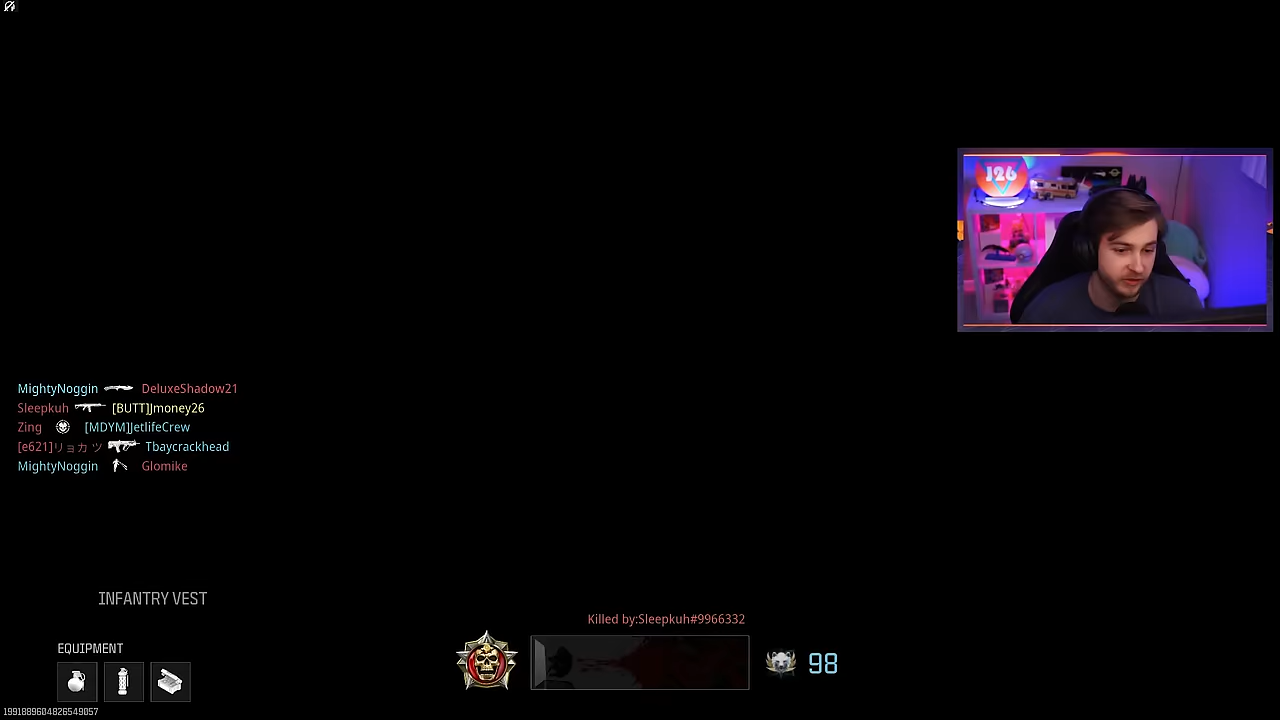 J26
MightyNoggin DeluxeShadow21
Sleepkuh [BUTT]Jmoney26
Zing [MDYM]JetlifeCrew
[e621]リョカ ツ Tbaycrackhead
MightyNoggin Glomike
INFANTRY VEST
Killed by:Sleepkuh#9966332
EQUIPMENT
98
1991889604826549057